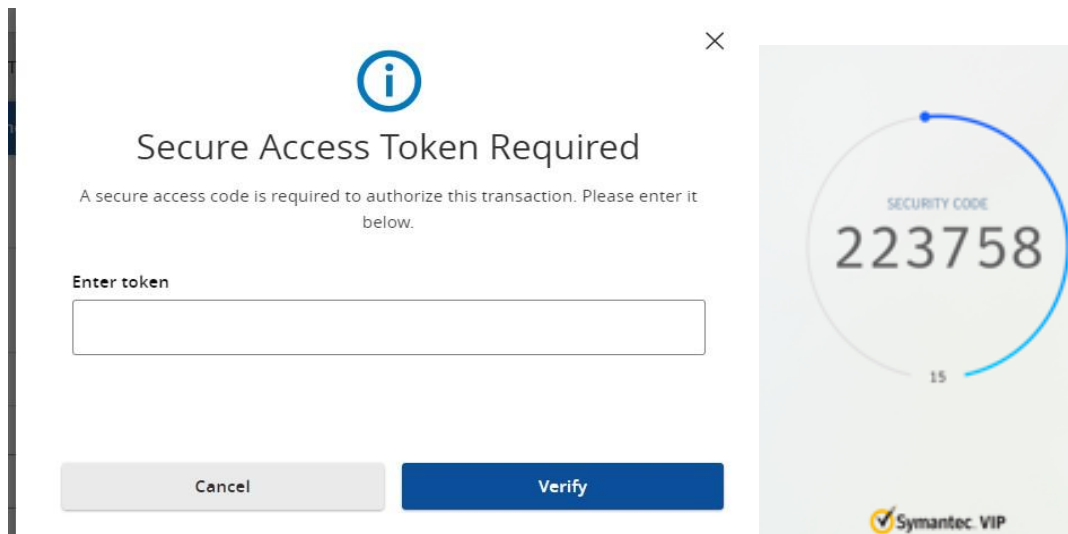 Secure Access Token Required
A secure access code is required to authorize this transaction. Please enter it
below.
Enter token
Cancel
Verify
SECURITY CODE
223758
15
Symantec. VIP